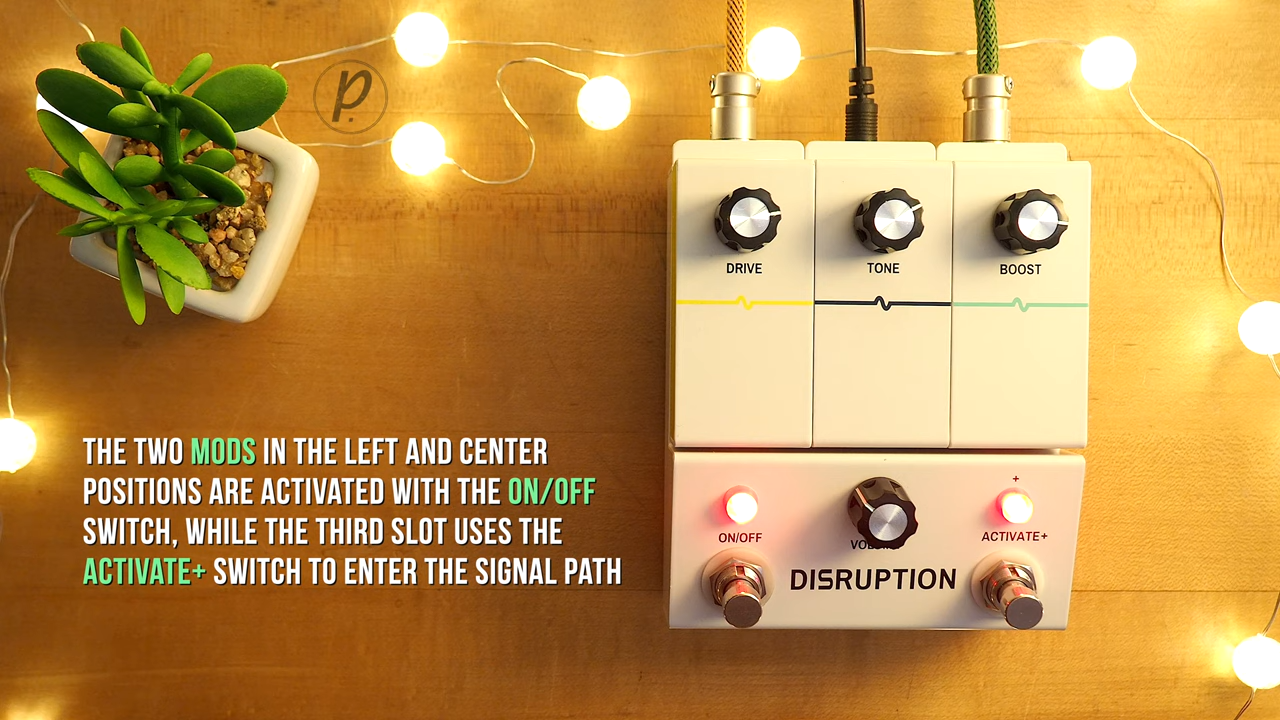 p.
DRIVE
TONE
BOOST
THE TWO MODS IN THE LEFT AND CENTER
POSITIONS ARE ACTIVATED WITH THE ON/OFF
SWITCH, WHILE THE THIRD SLOT USES THE
ACTIVATE+ SWITCH TO ENTER THE SIGNAL PATH
+
ON/OFF
ACTIVATE+
DISRUPTION